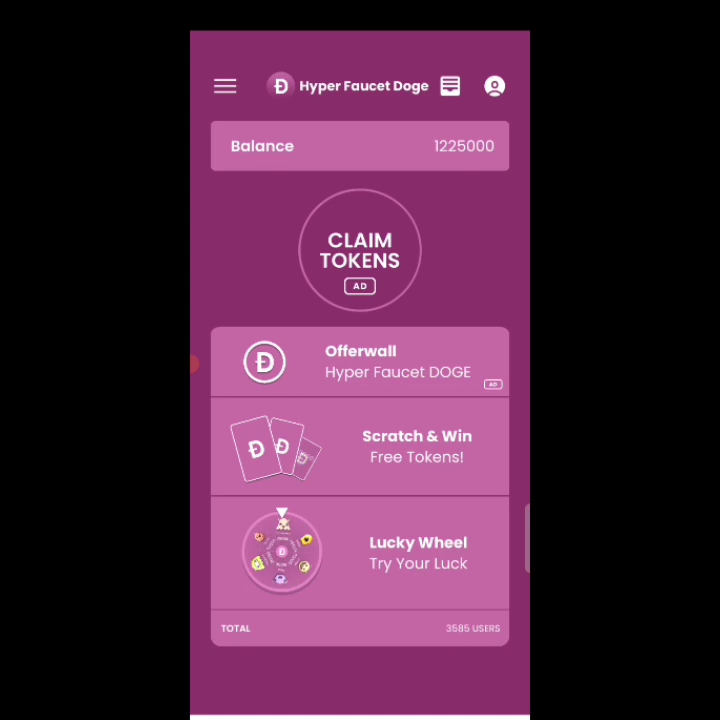 Hyper Faucet Doge
Balance 1225000
CLAIM
TOKENS
AD
Offerwall
Hyper Faucet DOGE
AD
Scratch & Win
Free Tokens!
Lucky Wheel
Try Your Luck
TOTAL 3585 USERS